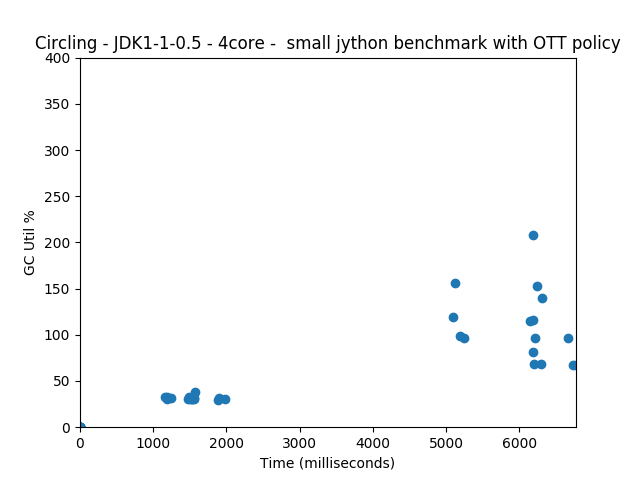 Circling - JDK1-1-0.5 - 4core -  small jython benchmark with OTT policy
400
350
300
250
200
150
100
50
0
GC Util %
0 1000 2000 3000 4000 5000 6000
Time (milliseconds)